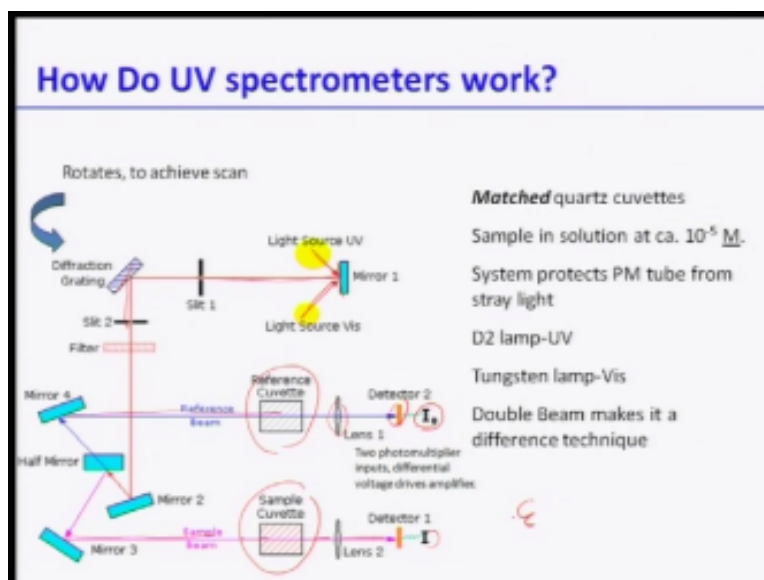 How Do UV spectrometers work?
Rotates, to achieve scan
Light Source UV
Diffraction
Grating
Mirror 1
Slit 1
Light Source Vis
Slit 2
Filter
Mirror 4
Reference
Cuvette
Detector 2
Reference
Beam
I₀
Lens 1
Two photomultiplier
inputs, differential
voltage drives amplifier.
Half Mirror
Mirror 2
Sample
Cuvette
Detector 1
Sample
Beam
I
Mirror 3
Lens 2
Matched quartz cuvettes
Sample in solution at ca. 10⁻⁵ M.
System protects PM tube from
stray light
D2 lamp-UV
Tungsten lamp-Vis
Double Beam makes it a
difference technique